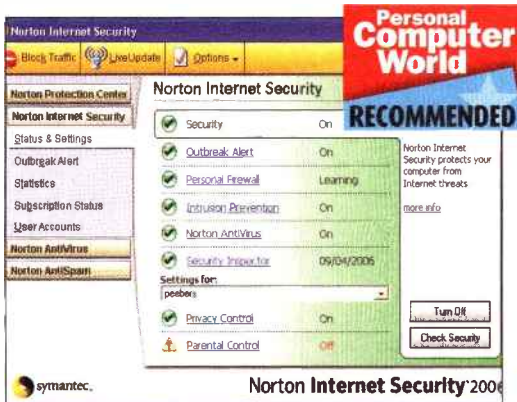 Norton Internet Security
Block Traffic LiveUpdate Options
Personal Computer World
RECOMMENDED
Norton Protection Center
Norton Internet Security
Status & Settings
Outbreak Alert
Statistics
Subscription Status
User Accounts
Norton AntiVirus
Norton AntiSpam
Norton Internet Security
Security On
Outbreak Alert On
Personal Firewall Learning
Intrusion Prevention On
Norton AntiVirus On
Security Inspector 09/04/2006
Settings for:
peebers
Privacy Control On
Parental Control Off
Norton Internet
Security protects your
computer from
Internet threats
more info
Turn Off
Check Security
symantec.
Norton Internet Security 2006